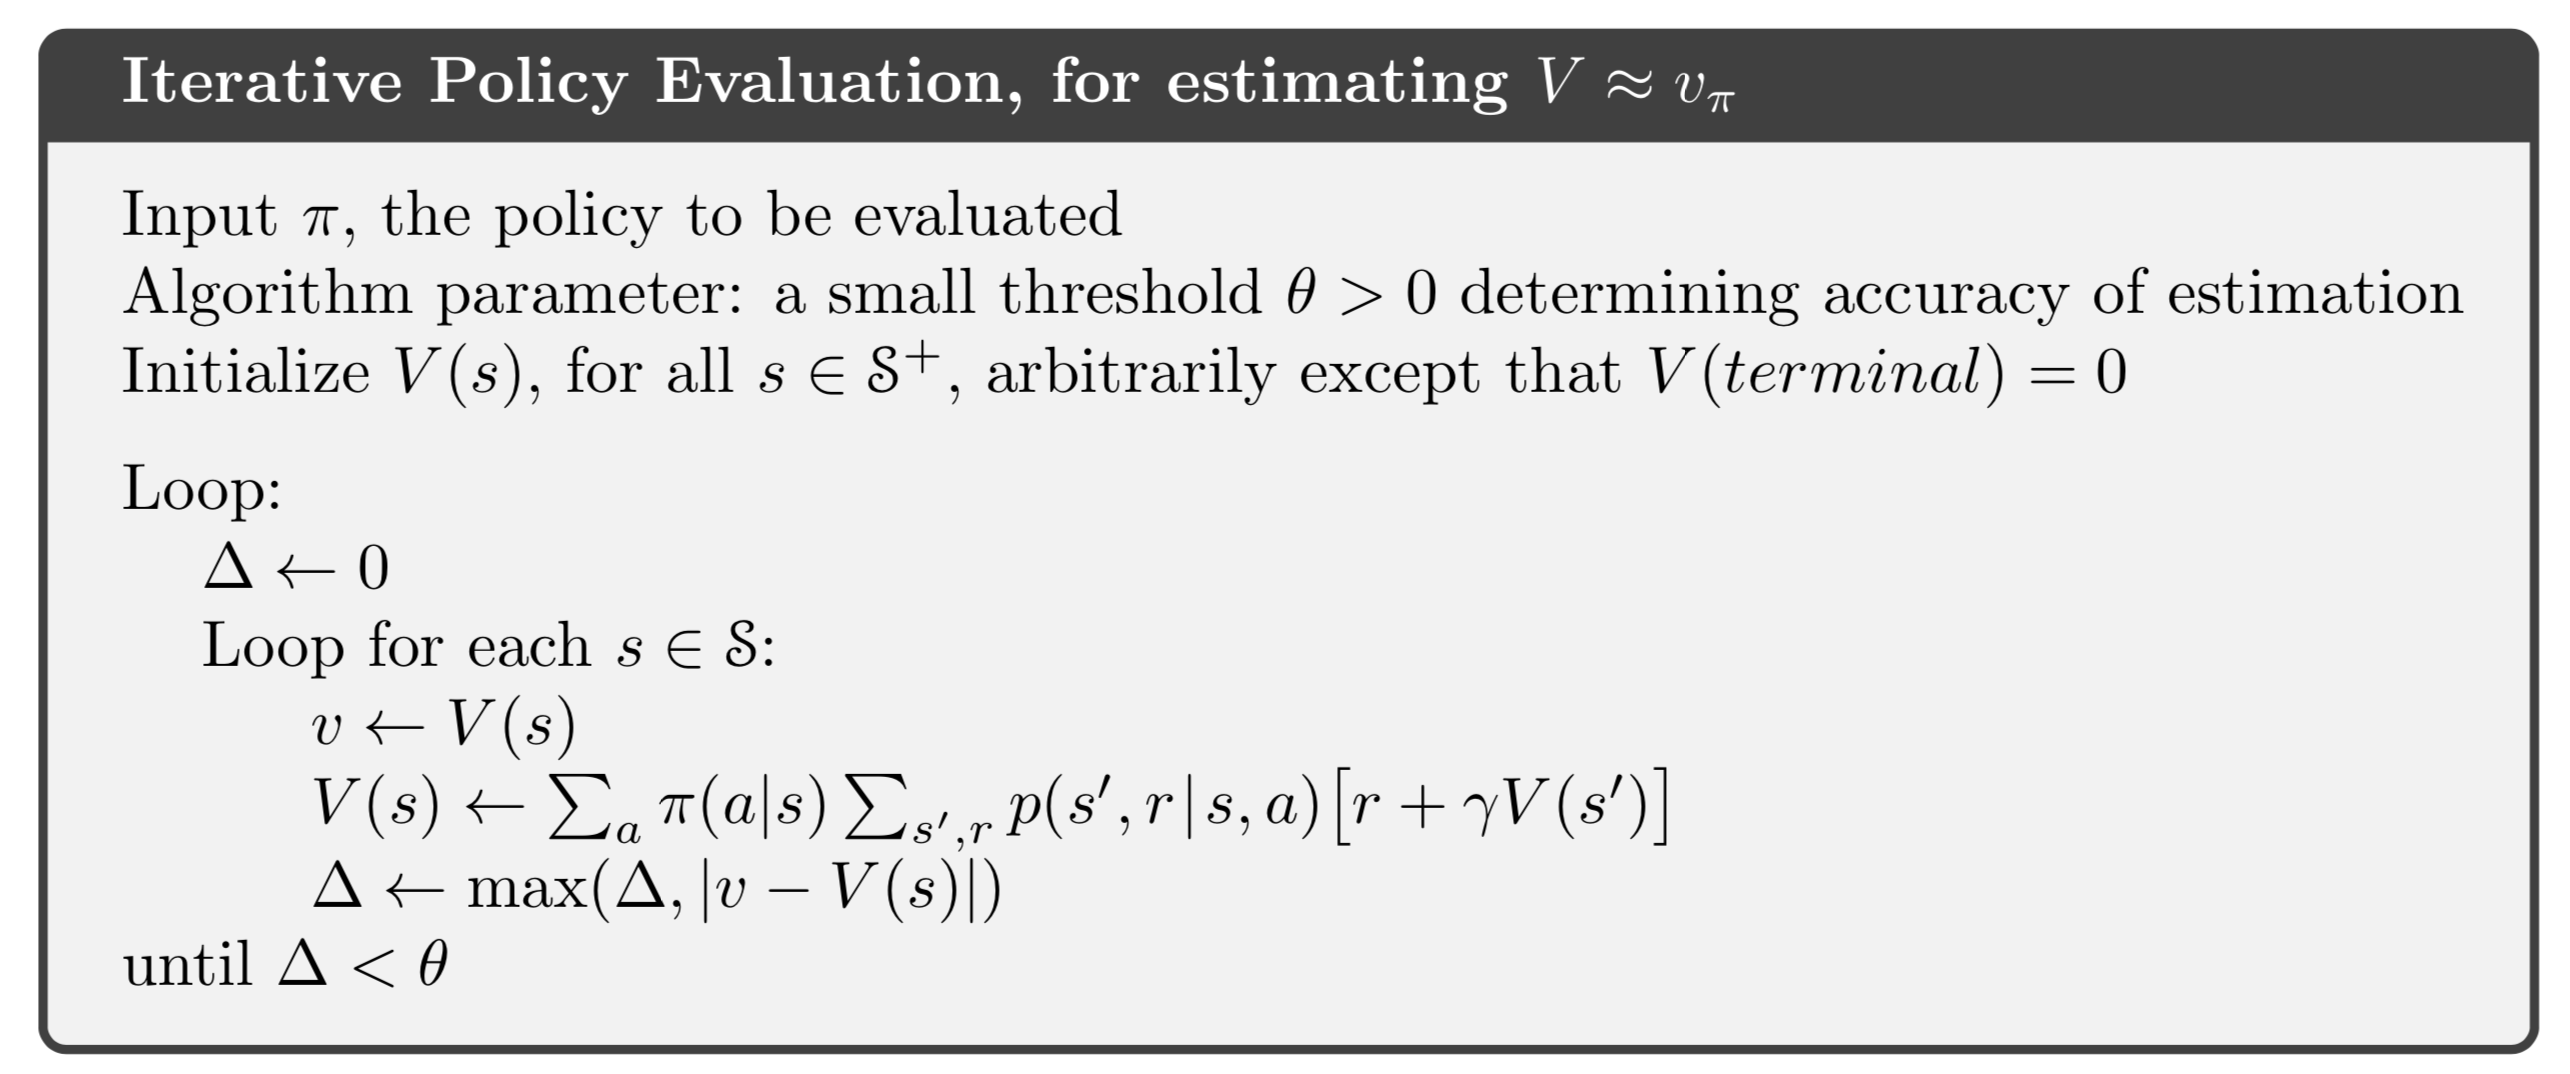 Iterative Policy Evaluation, for estimating V ≈ v_π
Input π, the policy to be evaluated
Algorithm parameter: a small threshold θ > 0 determining accuracy of estimation
Initialize V(s), for all s ∈ 𝒮⁺, arbitrarily except that V(terminal) = 0
Loop:
Δ ← 0
Loop for each s ∈ 𝒮:
v ← V(s)
V(s) ← ∑_a π(a|s) ∑_{s′,r} p(s′, r | s, a)[r + γV(s′)]
Δ ← max(Δ, |v − V(s)|)
until Δ < θ